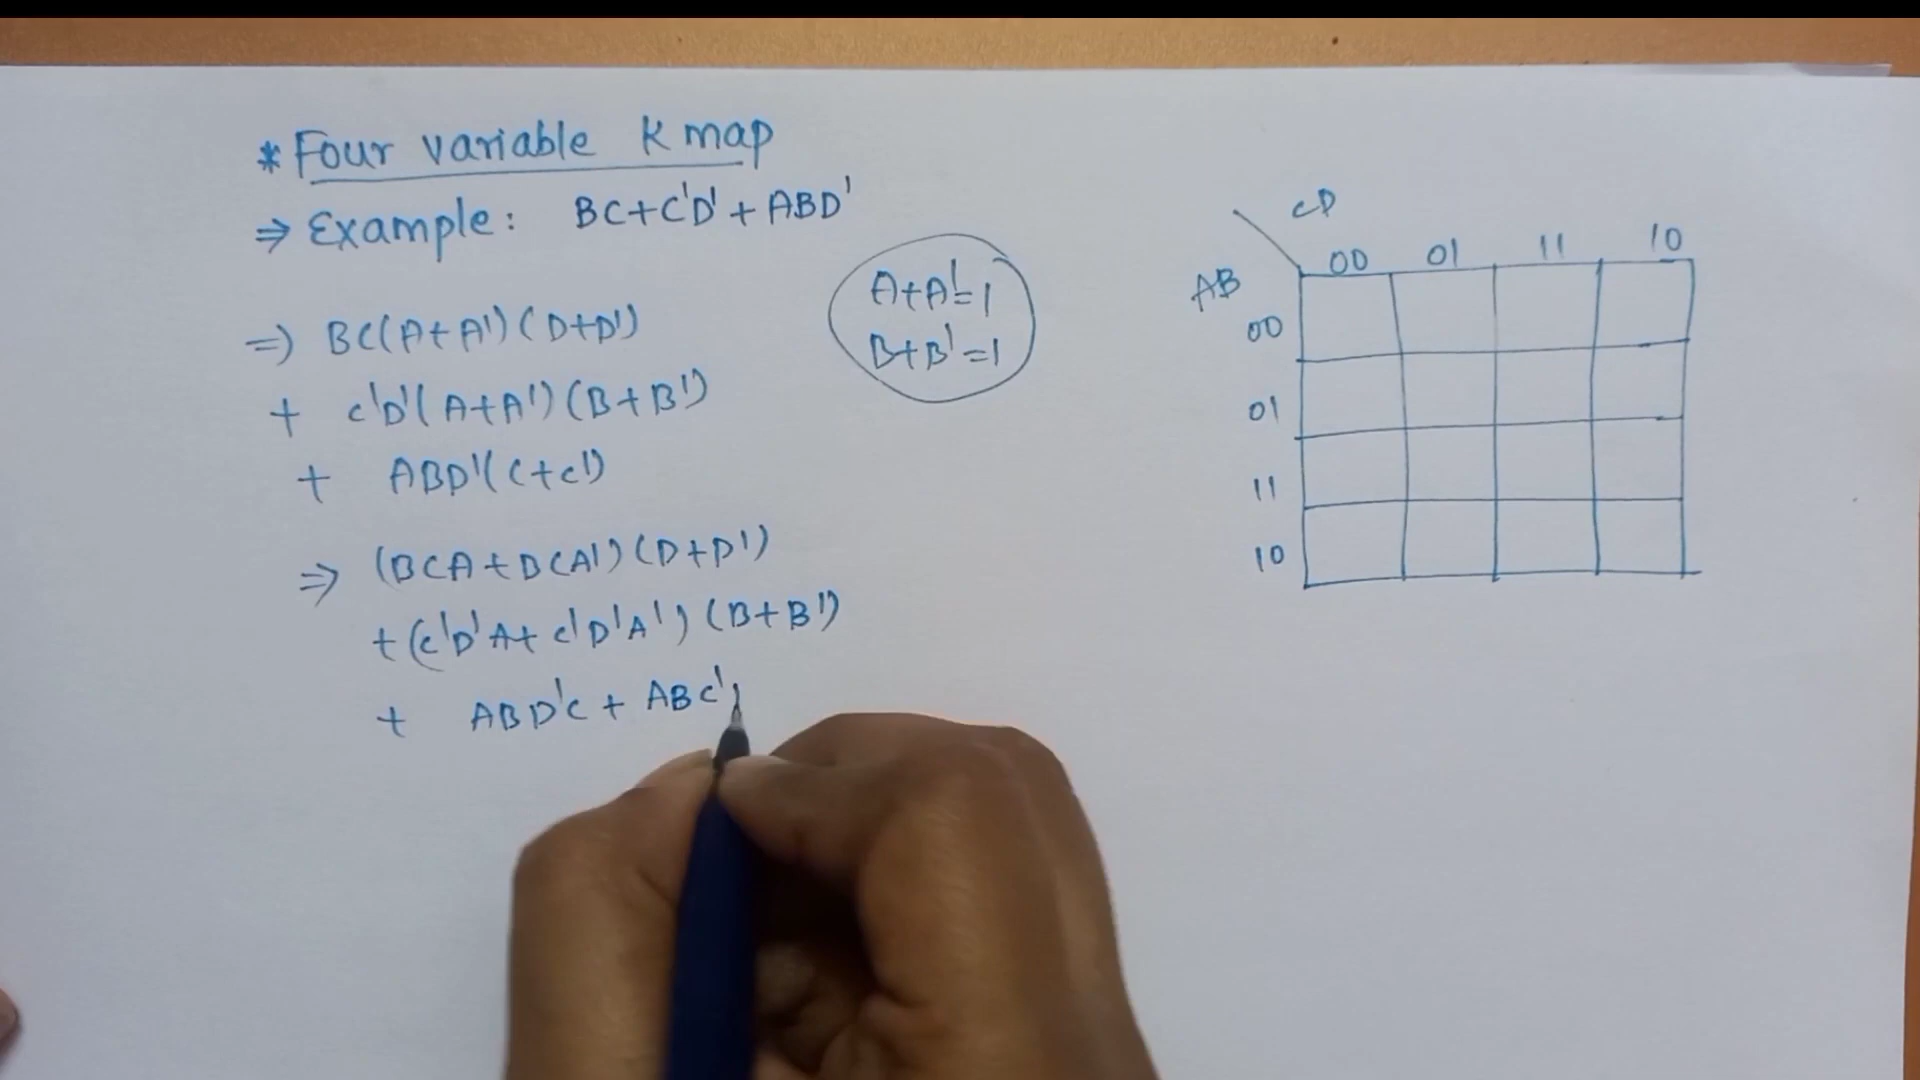 * Four variable K map
⇒ Example: BC+C'D'+ABD'
A+A'=1
B+B'=1
⇒ BC(A+A')(D+D')
+ C'D'(A+A')(B+B')
+ ABD'(C+C')
⇒ (BCA+BCA')(D+D')
+(C'D'A+C'D'A')(B+B')
+ ABD'C + ABC'
CD
00 01 11 10
AB
00
01
11
10